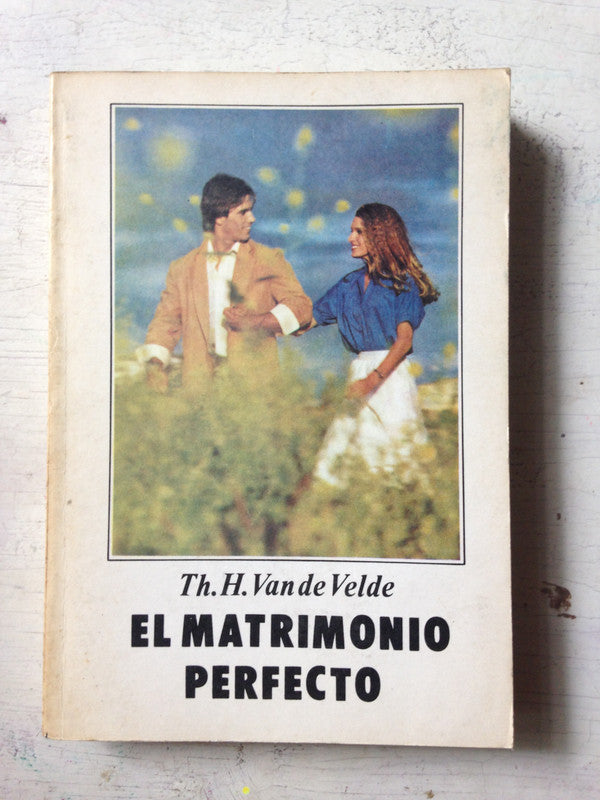 Th. H. Van de Velde
EL MATRIMONIO
PERFECTO